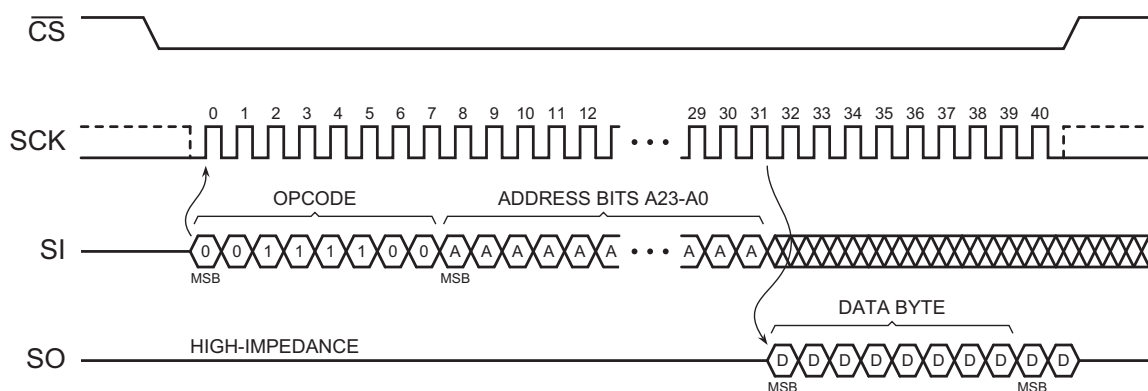 CS
SCK
0 1 2 3 4 5 6 7 8 9 10 11 12 29 30 31 32 33 34 35 36 37 38 39 40
OPCODE ADDRESS BITS A23-A0
SI
0 0 1 1 1 1 0 0 A A A A A A A A A
MSB MSB
DATA BYTE
SO
HIGH-IMPEDANCE
D D D D D D D D D D
MSB MSB